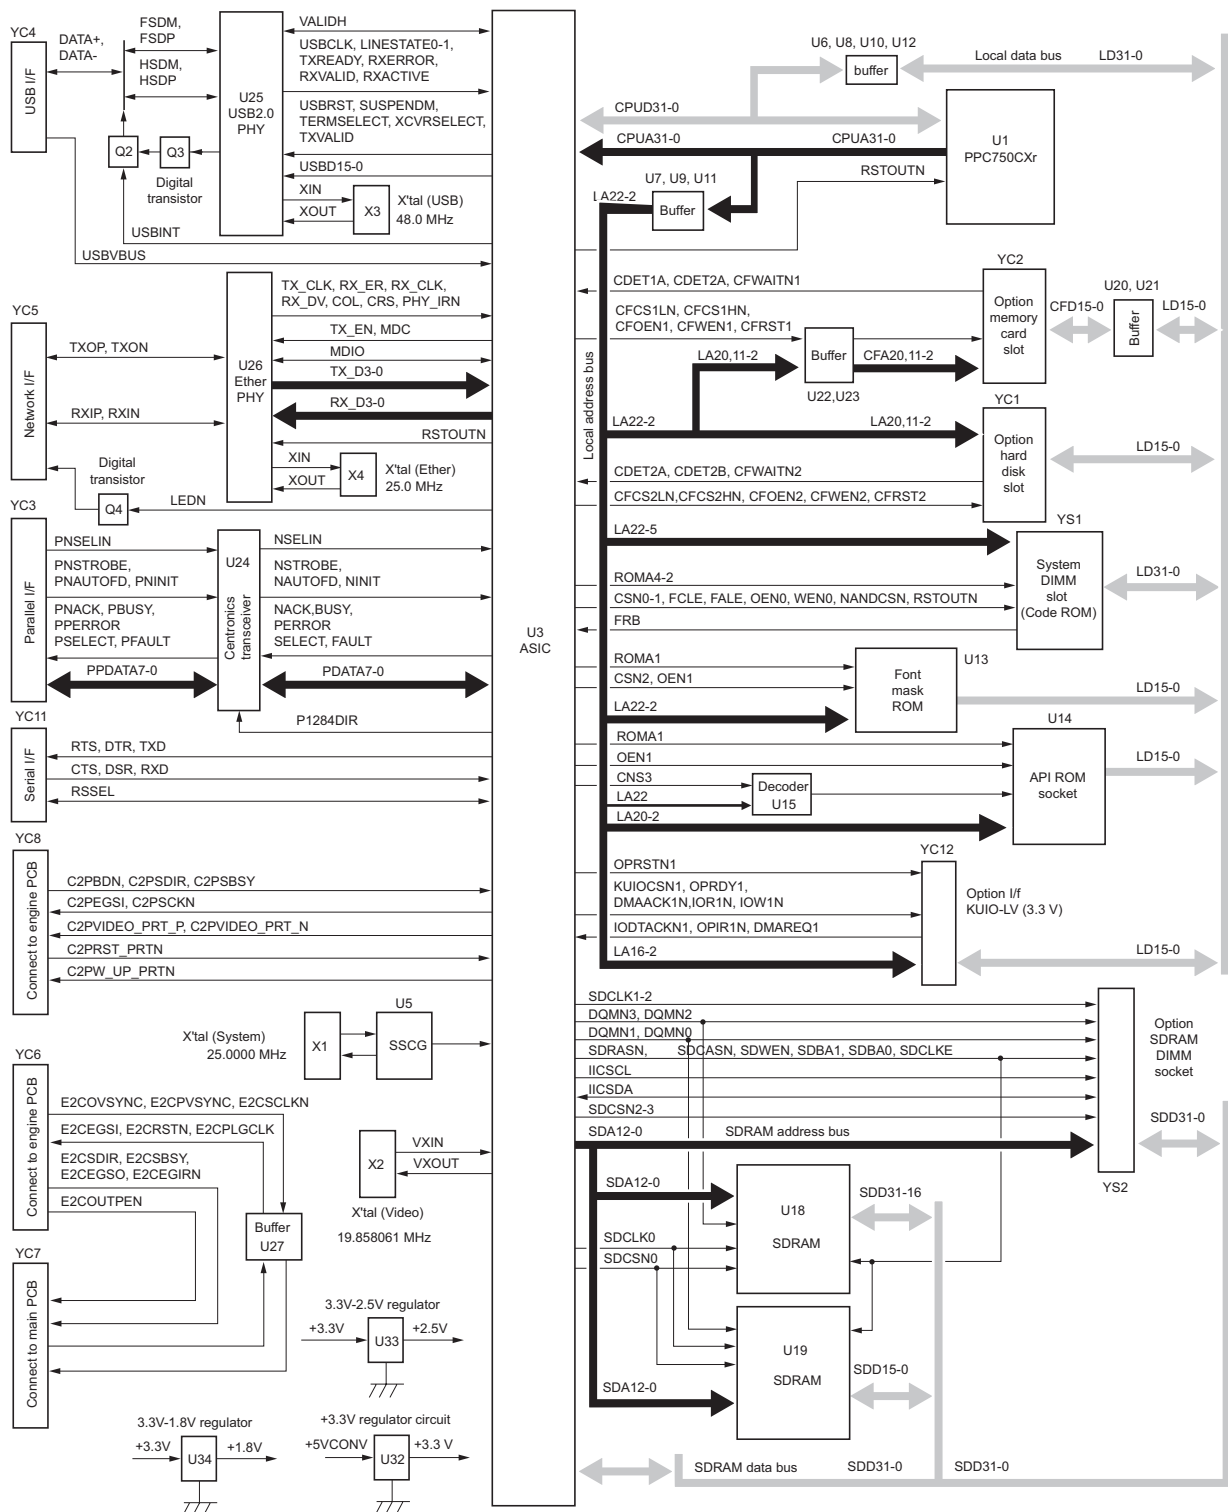 YC4
USB I/F
DATA+,
DATA-
FSDM,
FSDP
HSDM,
HSDP
U25
USB2.0
PHY
Q2
Q3
Digital
transistor
VALIDH
USBCLK, LINESTATE0-1,
TXREADY, RXERROR,
RXVALID, RXACTIVE
USBRST, SUSPENDM,
TERMSELECT, XCVRSELECT,
TXVALID
USBD15-0
XIN
XOUT
X3
X'tal (USB)
48.0 MHz
USBINT
USBVBUS
YC5
Network I/F
TXOP, TXON
RXIP, RXIN
U26
Ether
PHY
TX_CLK, RX_ER, RX_CLK,
RX_DV, COL, CRS, PHY_IRN
TX_EN, MDC
MDIO
TX_D3-0
RX_D3-0
RSTOUTN
XIN
XOUT
X4
X'tal (Ether)
25.0 MHz
Digital
transistor
Q4
LEDN
YC3
Parallel I/F
PNSELIN
PNSTROBE,
PNAUTOFD, PNINIT
PNACK, PBUSY,
PPERROR
PSELECT, PFAULT
PPDATA7-0
U24
Centronics
transceiver
NSELIN
NSTROBE,
NAUTOFD, NINIT
NACK,BUSY,
PERROR
SELECT, FAULT
PDATA7-0
P1284DIR
YC11
Serial I/F
RTS, DTR, TXD
CTS, DSR, RXD
RSSEL
YC8
Connect to engine PCB
C2PBDN, C2PSDIR, C2PSBSY
C2PEGSI, C2PSCKN
C2PVIDEO_PRT_P, C2PVIDEO_PRT_N
C2PRST_PRTN
C2PW_UP_PRTN
X'tal (System)
25.0000 MHz
X1
U5
SSCG
YC6
Connect to engine PCB
E2COVSYNC, E2CPVSYNC, E2CSCLKN
E2CEGSI, E2CRSTN, E2CPLGCLK
E2CSDIR, E2CSBSY,
E2CEGSO, E2CEGIRN
E2COUTPEN
Buffer
U27
X2
VXIN
VXOUT
X'tal (Video)
19.858061 MHz
YC7
Connect to main PCB
3.3V-2.5V regulator
+3.3V
U33
+2.5V
3.3V-1.8V regulator
+3.3V
U34
+1.8V
+3.3V regulator circuit
+5VCONV
U32
+3.3 V
U3
ASIC
U6, U8, U10, U12
buffer
Local data bus
LD31-0
CPUD31-0
CPUA31-0
CPUA31-0
U1
PPC750CXr
RSTOUTN
U7, U9, U11
LA22-2
Buffer
Local address bus
CDET1A, CDET2A, CFWAITN1
CFCS1LN, CFCS1HN,
CFOEN1, CFWEN1, CFRST1
LA20,11-2
Buffer
U22,U23
CFA20,11-2
YC2
Option
memory
card
slot
CFD15-0
U20, U21
Buffer
LD15-0
LA22-2
LA20,11-2
YC1
Option
hard
disk
slot
LD15-0
CDET2A, CDET2B, CFWAITN2
CFCS2LN,CFCS2HN, CFOEN2, CFWEN2, CFRST2
LA22-5
YS1
System
DIMM
slot
(Code ROM)
LD31-0
ROMA4-2
CSN0-1, FCLE, FALE, OEN0, WEN0, NANDCSN, RSTOUTN
FRB
ROMA1
CSN2, OEN1
LA22-2
U13
Font
mask
ROM
LD15-0
ROMA1
OEN1
CNS3
LA22
LA20-2
Decoder
U15
U14
API ROM
socket
LD15-0
OPRSTN1
KUIOCSN1, OPRDY1,
DMAACK1N,IOR1N, IOW1N
IODTACKN1, OPIR1N, DMAREQ1
LA16-2
YC12
Option I/f
KUIO-LV (3.3 V)
LD15-0
SDCLK1-2
DQMN3, DQMN2
DQMN1, DQMN0
SDRASN, SDCASN, SDWEN, SDBA1, SDBA0, SDCLKE
IICSCL
IICSDA
SDCSN2-3
SDA12-0
SDRAM address bus
Option
SDRAM
DIMM
socket
SDD31-0
YS2
SDA12-0
U18
SDRAM
SDD31-16
SDCLK0
SDCSN0
U19
SDRAM
SDD15-0
SDA12-0
SDRAM data bus
SDD31-0
SDD31-0